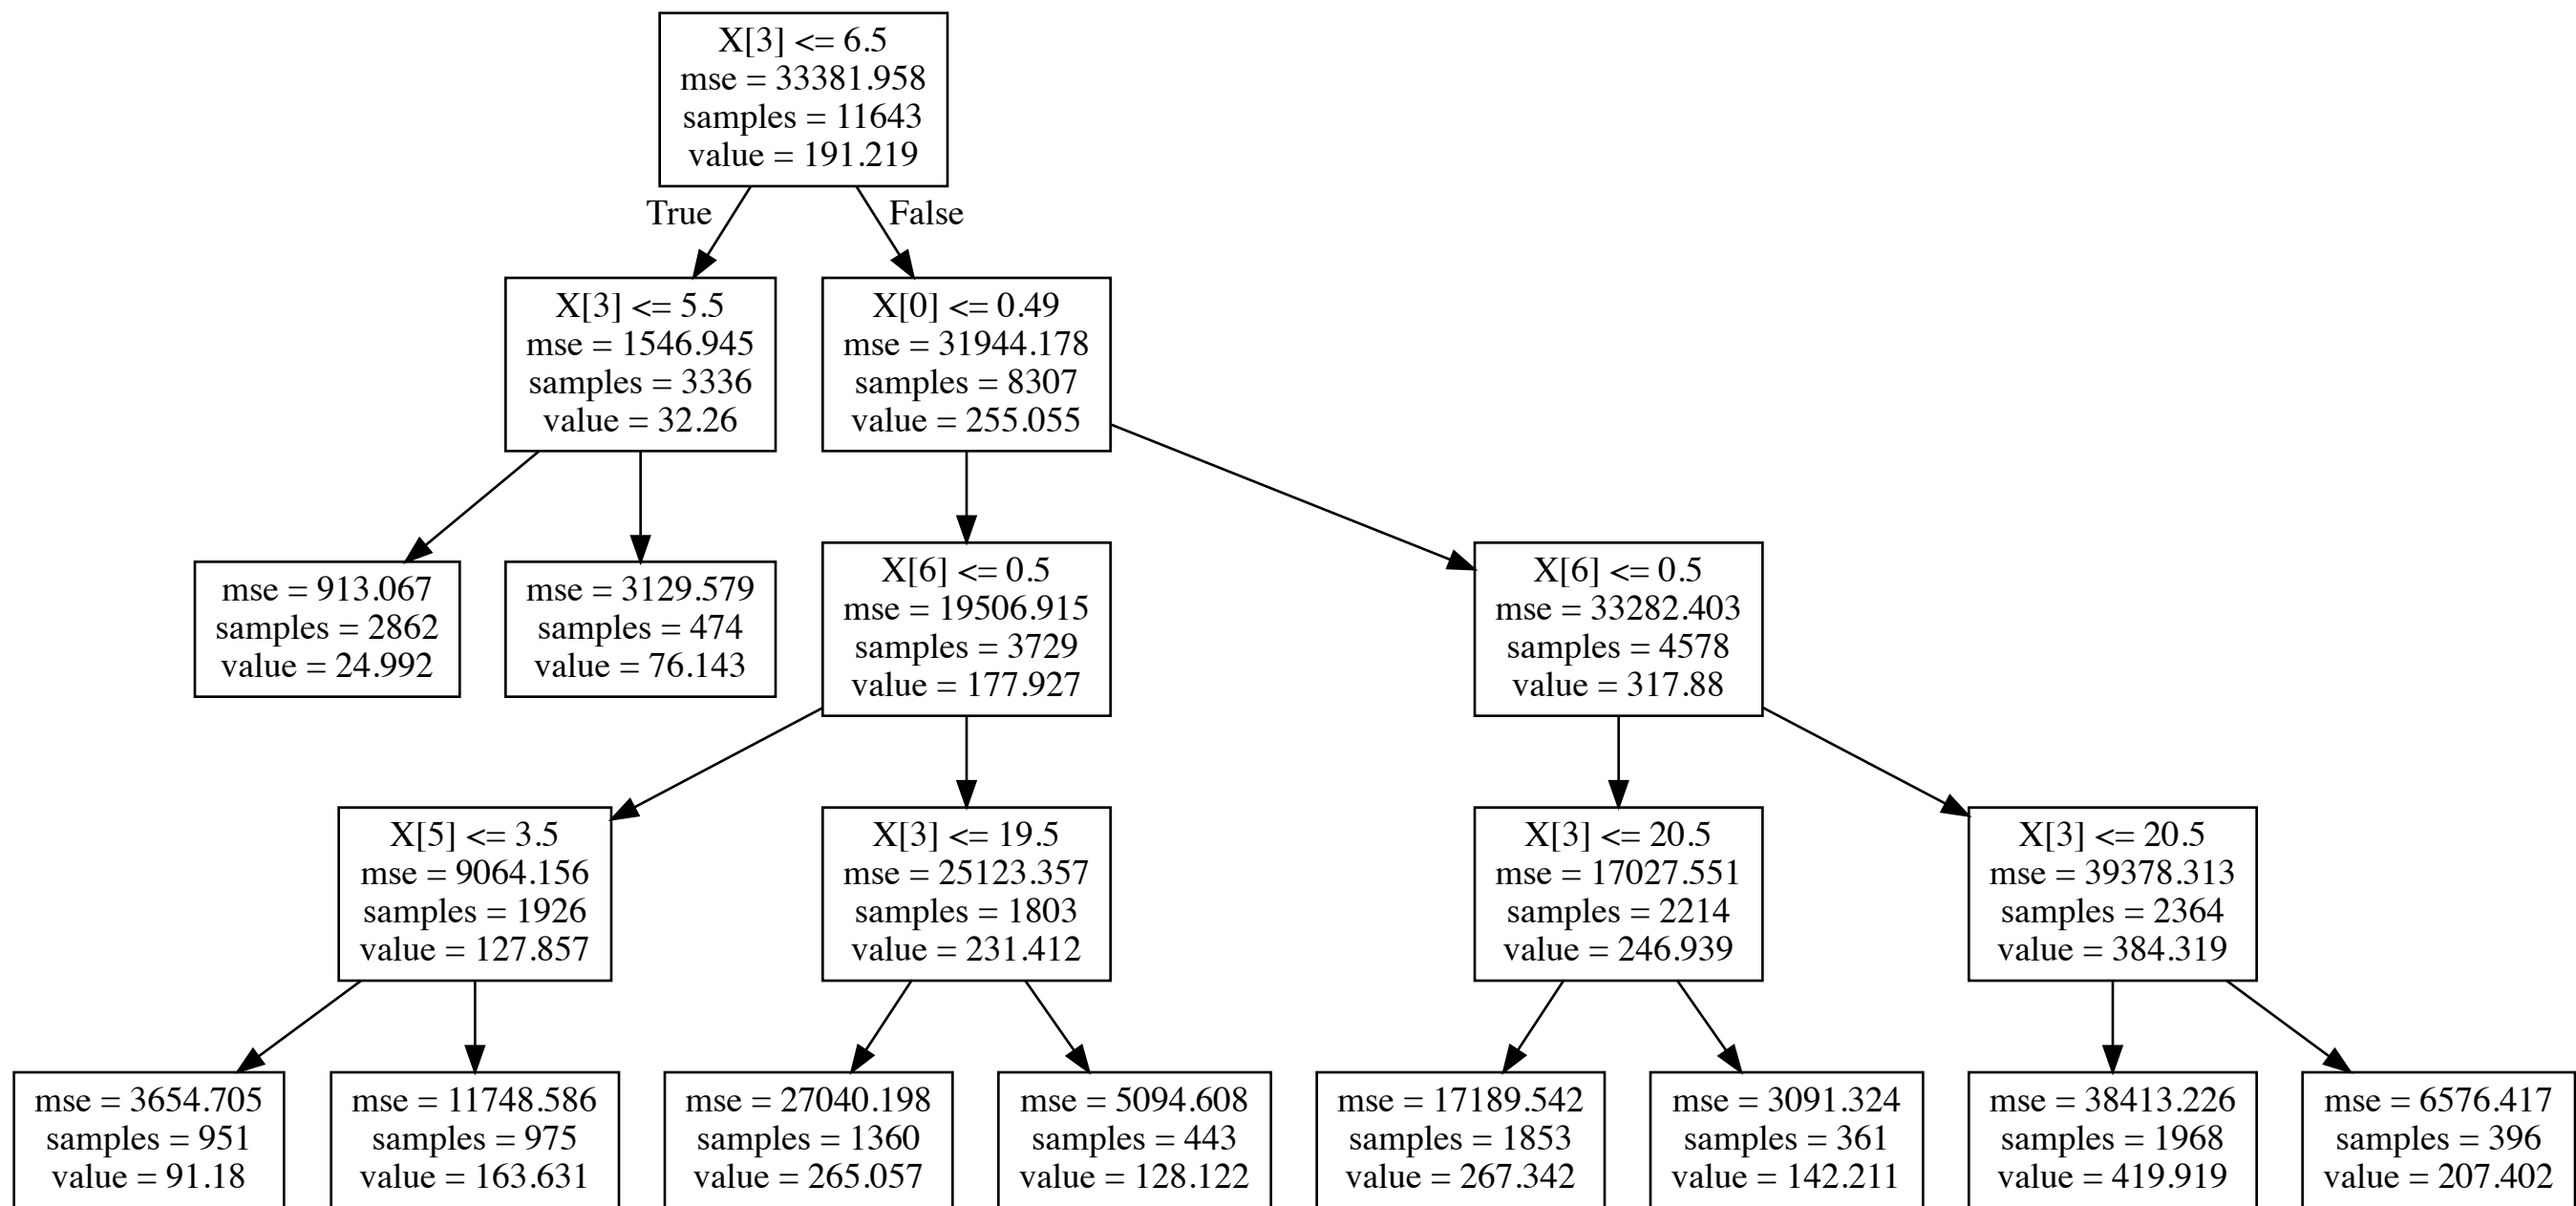 X[3] <= 6.5
mse = 33381.958
samples = 11643
value = 191.219
True
False
X[3] <= 5.5
mse = 1546.945
samples = 3336
value = 32.26
X[0] <= 0.49
mse = 31944.178
samples = 8307
value = 255.055
mse = 913.067
samples = 2862
value = 24.992
mse = 3129.579
samples = 474
value = 76.143
X[6] <= 0.5
mse = 19506.915
samples = 3729
value = 177.927
X[6] <= 0.5
mse = 33282.403
samples = 4578
value = 317.88
X[5] <= 3.5
mse = 9064.156
samples = 1926
value = 127.857
X[3] <= 19.5
mse = 25123.357
samples = 1803
value = 231.412
X[3] <= 20.5
mse = 17027.551
samples = 2214
value = 246.939
X[3] <= 20.5
mse = 39378.313
samples = 2364
value = 384.319
mse = 3654.705
samples = 951
value = 91.18
mse = 11748.586
samples = 975
value = 163.631
mse = 27040.198
samples = 1360
value = 265.057
mse = 5094.608
samples = 443
value = 128.122
mse = 17189.542
samples = 1853
value = 267.342
mse = 3091.324
samples = 361
value = 142.211
mse = 38413.226
samples = 1968
value = 419.919
mse = 6576.417
samples = 396
value = 207.402